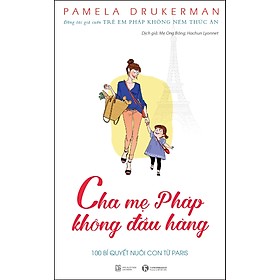 PAMELA DRUKERMAN
Đồng tác giả cuốn TRẺ EM PHÁP KHÔNG NÉM THỨC ĂN
Dịch giả: Mẹ Ong Bông; Hachun Lyonnet
Cha mẹ Pháp
không đầu hàng
100 BÍ QUYẾT NUÔI CON TỪ PARIS